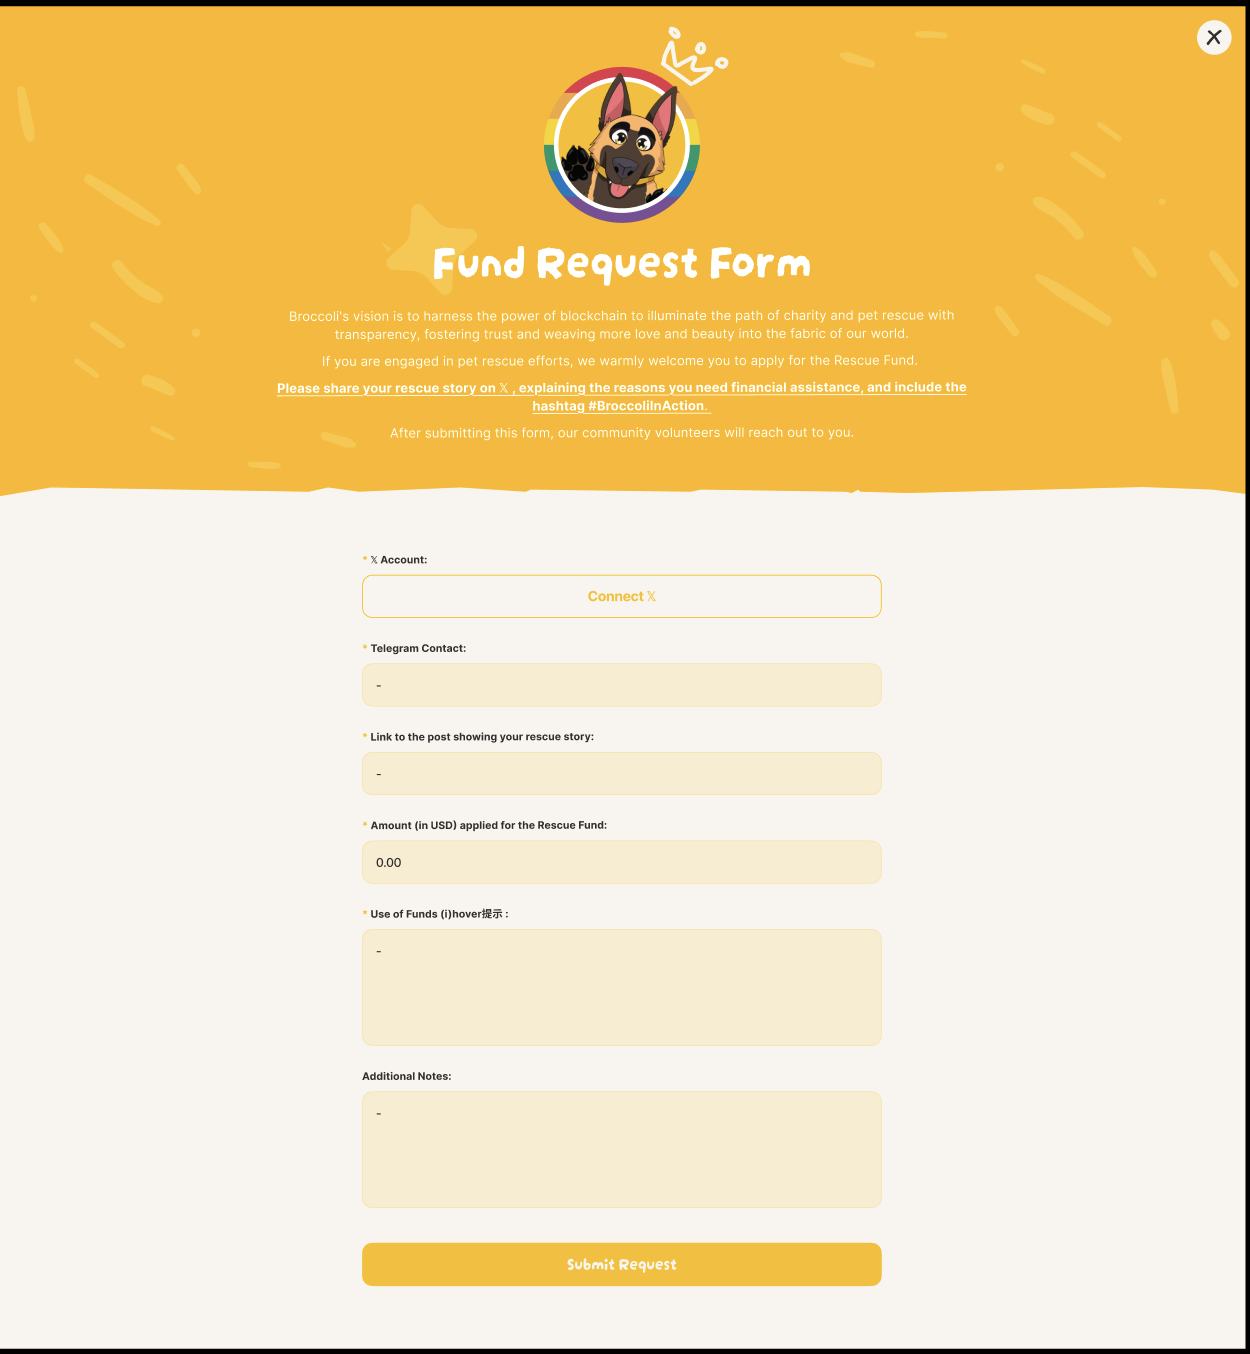 Fund Request Form
Broccoli's vision is to harness the power of blockchain to illuminate the path of charity and pet rescue with
transparency, fostering trust and weaving more love and beauty into the fabric of our world.
If you are engaged in pet rescue efforts, we warmly welcome you to apply for the Rescue Fund.
Please share your rescue story on 𝕏 , explaining the reasons you need financial assistance, and include the
hashtag #BroccoliInAction.
After submitting this form, our community volunteers will reach out to you.
* 𝕏 Account:
Connect 𝕏
* Telegram Contact:
-
* Link to the post showing your rescue story:
-
* Amount (in USD) applied for the Rescue Fund:
0.00
* Use of Funds (i)hover提示 :
-
Additional Notes:
-
Submit Request